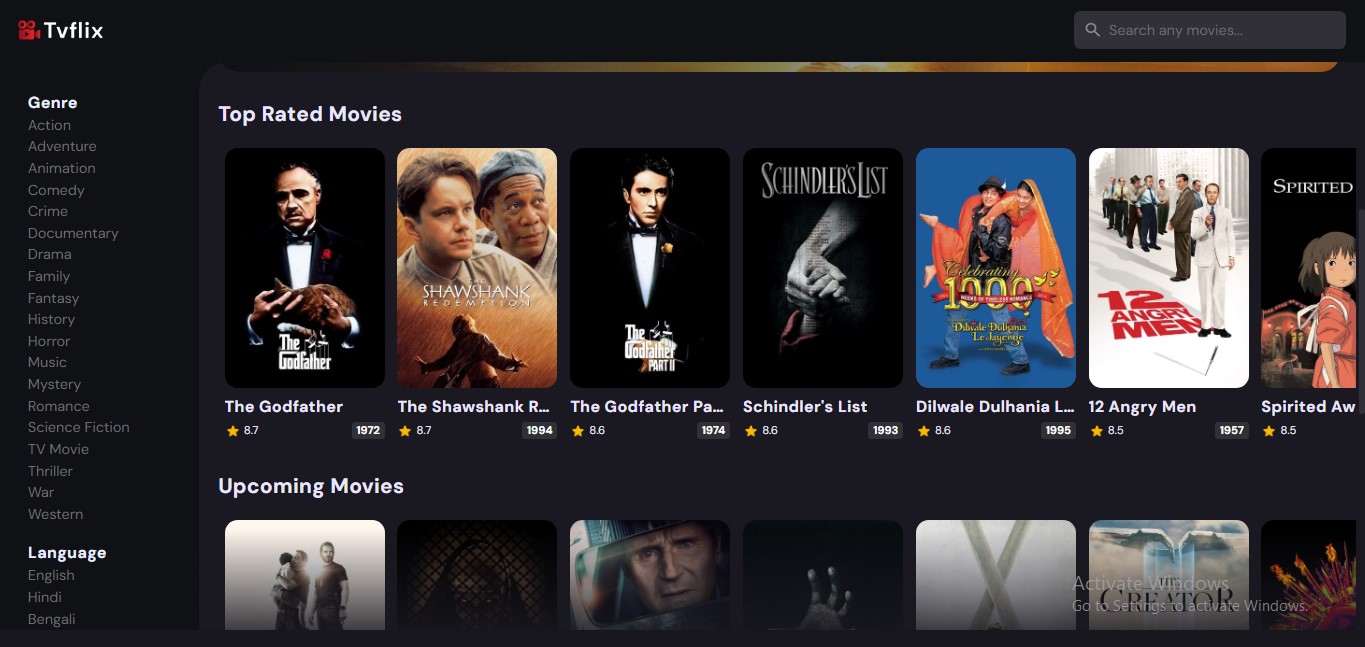 Tvflix
Search any movies...
Genre
Action
Adventure
Animation
Comedy
Crime
Documentary
Drama
Family
Fantasy
History
Horror
Music
Mystery
Romance
Science Fiction
TV Movie
Thriller
War
Western
Language
English
Hindi
Bengali
Top Rated Movies
The Godfather
THE SHAWSHANK
REDEMPTION
The Godfather
PART II
SCHINDLER'S LIST
Celebrating
1000
WEEKS OF TIMELESS ROMANCE
Dilwale Dulhania
Le Jayenge
12
ANGRY
MEN
SPIRITED
The Godfather
8.7 1972
The Shawshank R...
8.7 1994
The Godfather Pa...
8.6 1974
Schindler's List
8.6 1993
Dilwale Dulhania L...
8.6 1995
12 Angry Men
8.5 1957
Spirited Aw
8.5
Upcoming Movies
THE
CREATOR
Activate Windows
Go to Settings to activate Windows.